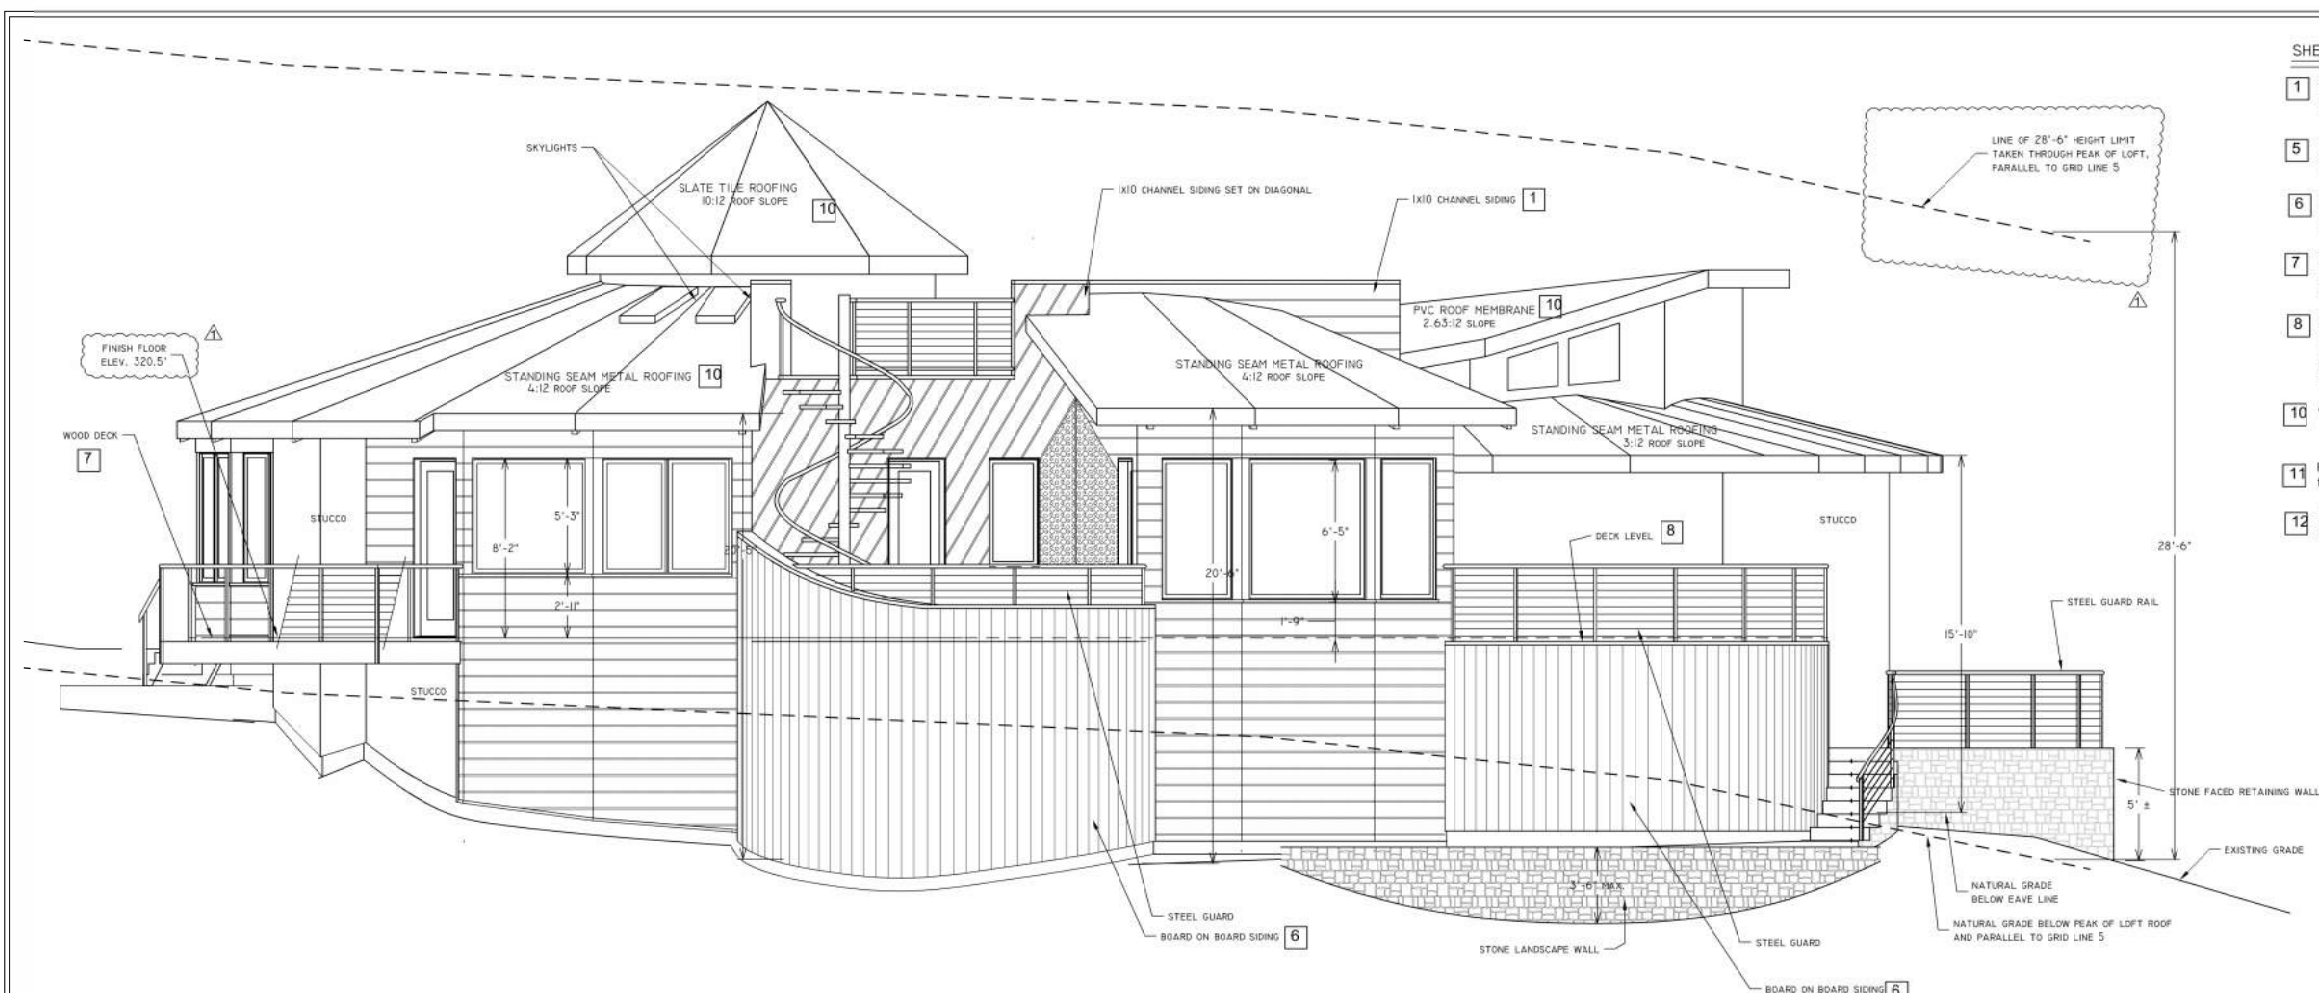 SHE
1
5
6
7
8
10
11
12
LINE OF 28'-6" HEIGHT LIMIT
TAKEN THROUGH PEAK OF LOFT,
PARALLEL TO GRID LINE 5
1
SKYLIGHTS
SLATE TILE ROOFING
10:12 ROOF SLOPE
10
1X10 CHANNEL SIDING SET ON DIAGONAL
1X10 CHANNEL SIDING 1
PVC ROOF MEMBRANE 10
2.63:12 SLOPE
1
FINISH FLOOR
ELEV. 320.5'
STANDING SEAM METAL ROOFING 10
4:12 ROOF SLOPE
STANDING SEAM METAL ROOFING
4:12 ROOF SLOPE
STANDING SEAM METAL ROOFING
3:12 ROOF SLOPE
WOOD DECK
7
STUCCO
5'-3"
8'-2"
2'-11"
6'-5"
20'-6"
1'-9"
DECK LEVEL 8
STUCCO
28'-6"
STEEL GUARD RAIL
15'-10"
STUCCO
STONE FACED RETAINING WALL
5' ±
EXISTING GRADE
3'-6" MAX.
NATURAL GRADE
BELOW EAVE LINE
NATURAL GRADE BELOW PEAK OF LOFT ROOF
AND PARALLEL TO GRID LINE 5
STEEL GUARD
BOARD ON BOARD SIDING 6
STONE LANDSCAPE WALL
STEEL GUARD
BOARD ON BOARD SIDING 6